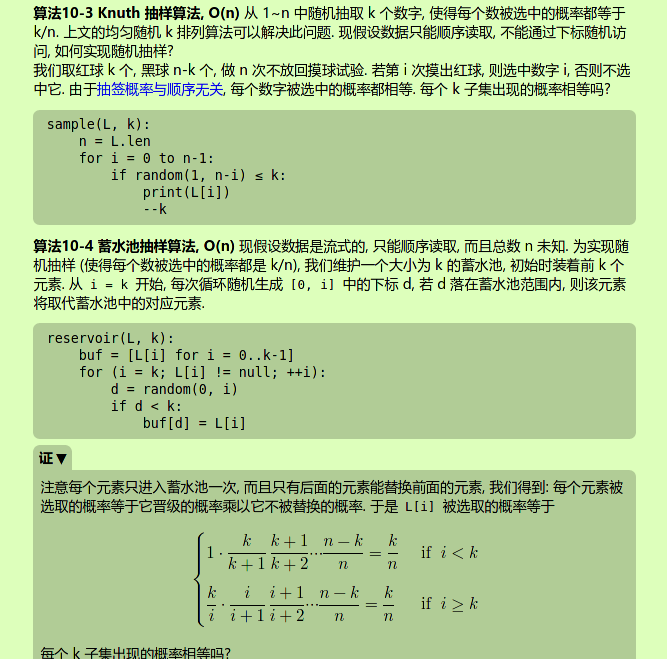 算法10-3 Knuth 抽样算法, O(n) 从 1~n 中随机抽取 k 个数字, 使得每个数被选中的概率都等于
k/n. 上文的均匀随机 k 排列算法可以解决此问题. 现假设数据只能顺序读取, 不能通过下标随机访
问, 如何实现随机抽样?
我们取红球 k 个, 黑球 n-k 个, 做 n 次不放回摸球试验. 若第 i 次摸出红球, 则选中数字 i, 否则不选
中它. 由于抽签概率与顺序无关, 每个数字被选中的概率都相等. 每个 k 子集出现的概率相等吗?
sample(L, k):
    n = L.len
    for i = 0 to n-1:
        if random(1, n-i) ≤ k:
            print(L[i])
            --k
算法10-4 蓄水池抽样算法, O(n) 现假设数据是流式的, 只能顺序读取, 而且总数 n 未知. 为实现随
机抽样 (使得每个数被选中的概率都是 k/n), 我们维护一个大小为 k 的蓄水池, 初始时装着前 k 个
元素. 从 i = k 开始, 每次循环随机生成 [0, i] 中的下标 d, 若 d 落在蓄水池范围内, 则该元素
将取代蓄水池中的对应元素.
reservoir(L, k):
    buf = [L[i] for i = 0..k-1]
    for (i = k; L[i] != null; ++i):
        d = random(0, i)
        if d < k:
            buf[d] = L[i]
证 ▼
注意每个元素只进入蓄水池一次, 而且只有后面的元素能替换前面的元素, 我们得到: 每个元素被
选取的概率等于它晋级的概率乘以它不被替换的概率. 于是 L[i] 被选取的概率等于
{ 1 · k/(k+1) (k+1)/(k+2) ··· (n−k)/n = k/n if i < k
k/i · i/(i+1) (i+1)/(i+2) ··· (n−k)/n = k/n if i ≥ k
每个 k 子集出现的概率相等吗?